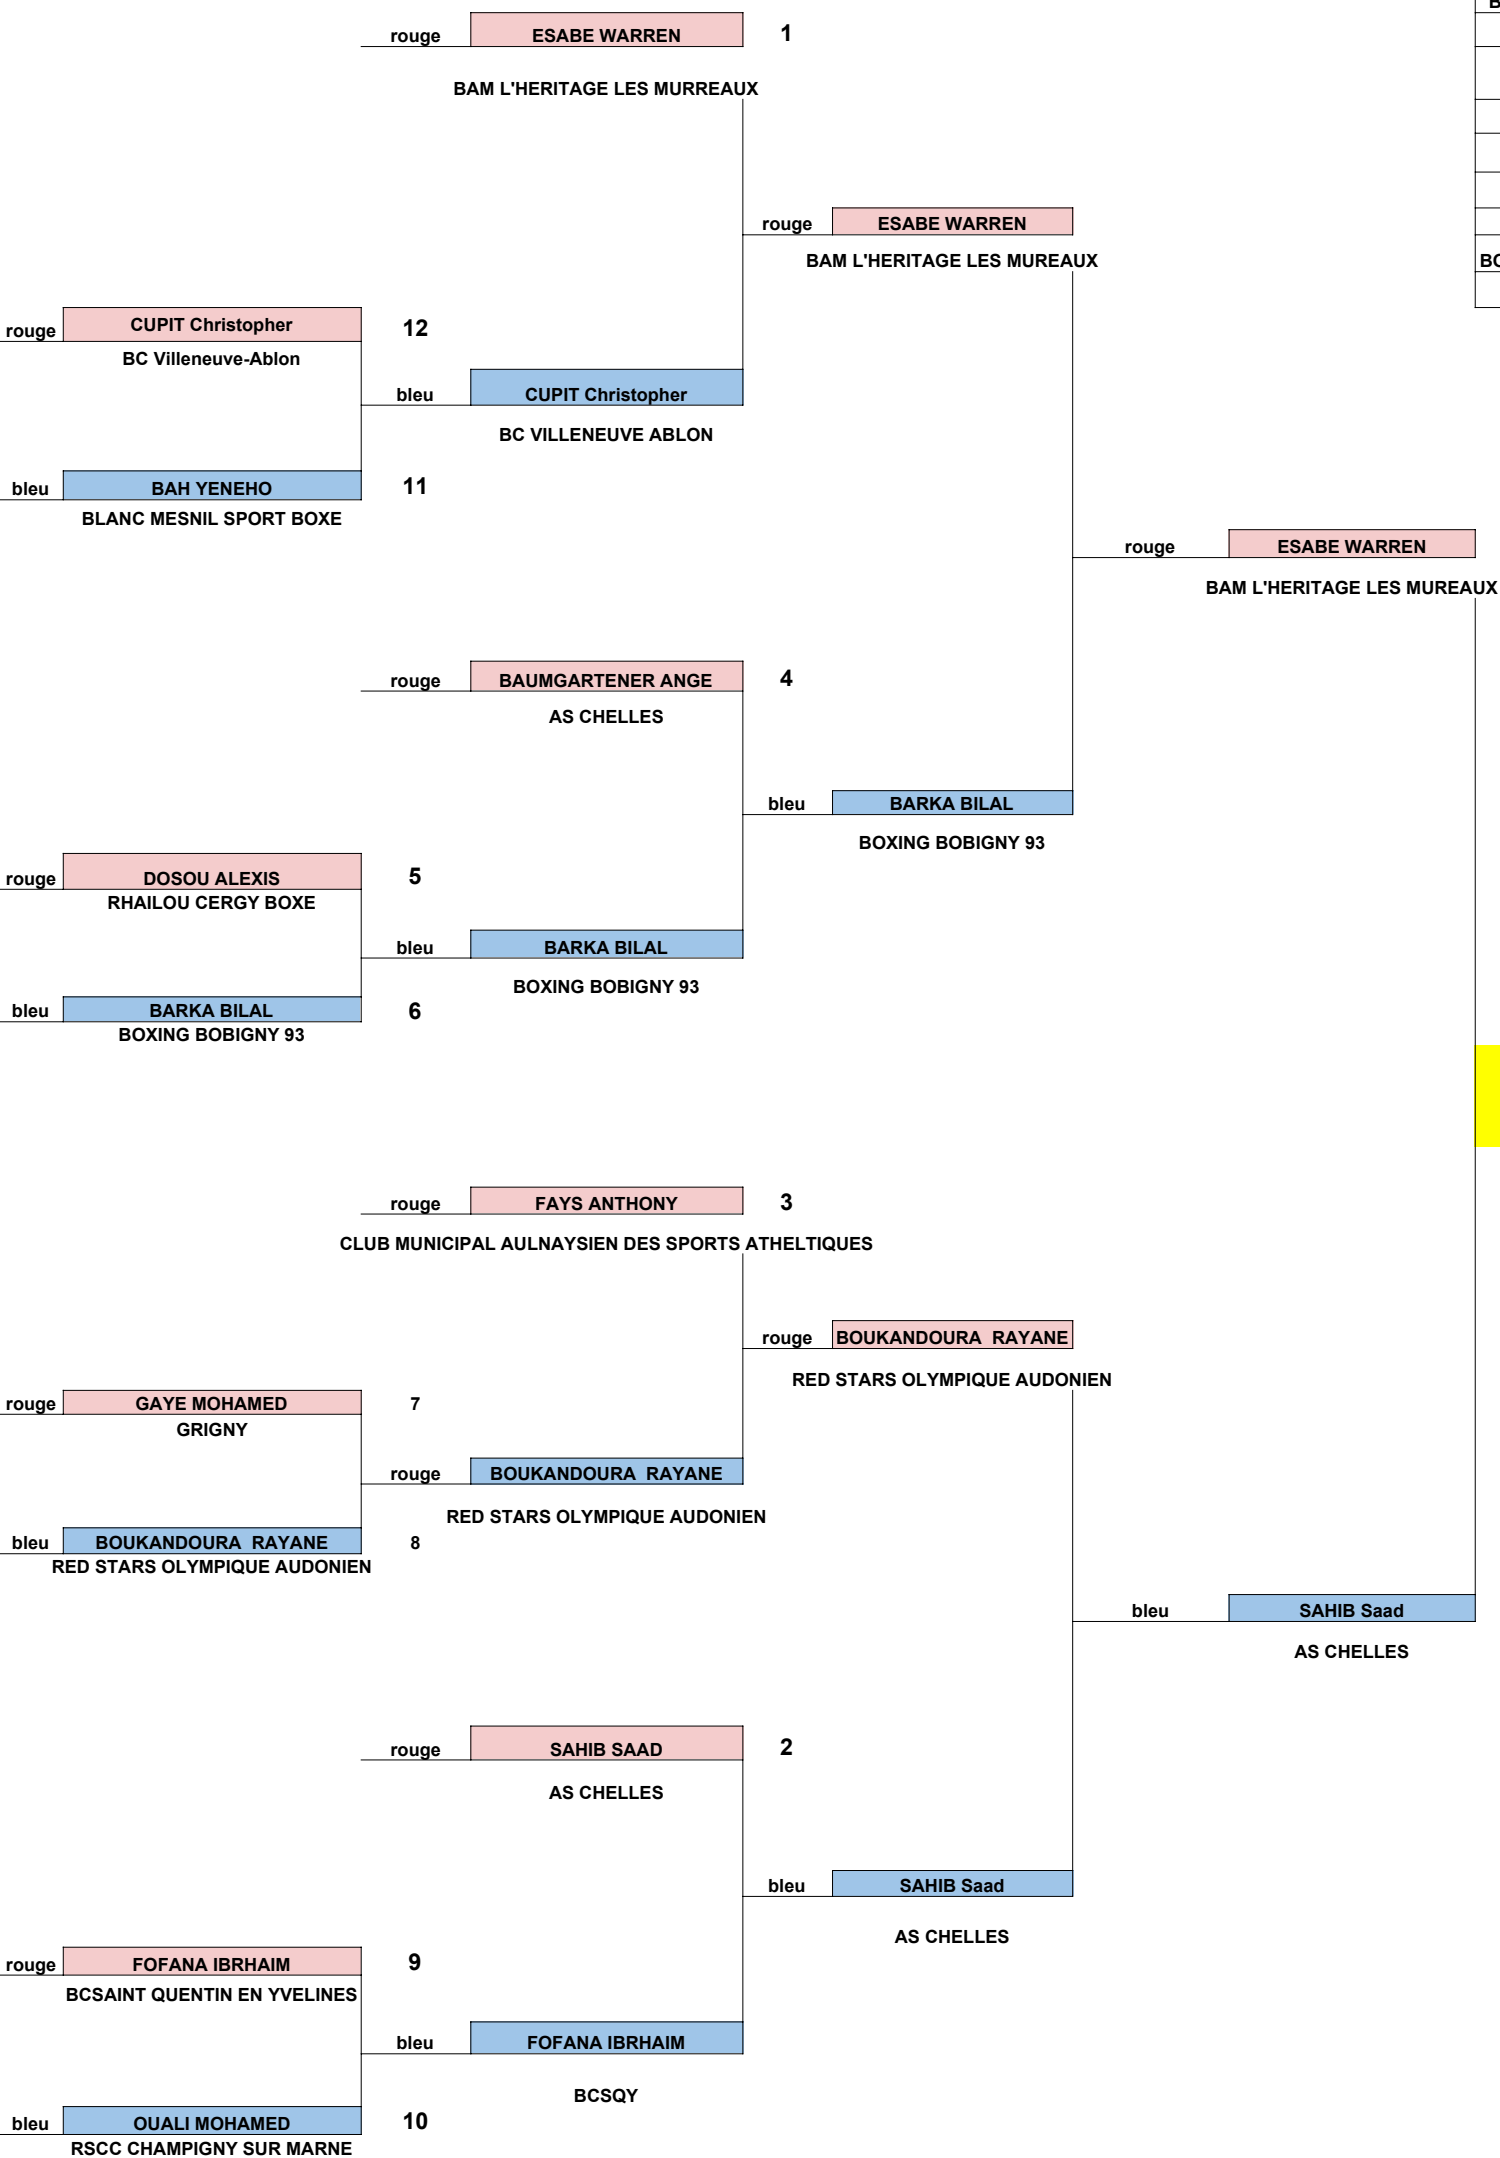 rouge ESABE WARREN 1
BAM L'HERITAGE LES MURREAUX
rouge ESABE WARREN
BAM L'HERITAGE LES MUREAUX
rouge CUPIT Christopher 12
BC Villeneuve-Ablon
bleu CUPIT Christopher
BC VILLENEUVE ABLON
bleu BAH YENEHO 11
BLANC MESNIL SPORT BOXE
rouge ESABE WARREN
BAM L'HERITAGE LES MUREAUX
rouge BAUMGARTENER ANGE 4
AS CHELLES
bleu BARKA BILAL
BOXING BOBIGNY 93
rouge DOSOU ALEXIS 5
RHAILOU CERGY BOXE
bleu BARKA BILAL
BOXING BOBIGNY 93
bleu BARKA BILAL 6
BOXING BOBIGNY 93
rouge FAYS ANTHONY 3
CLUB MUNICIPAL AULNAYSIEN DES SPORTS ATHELTIQUES
rouge BOUKANDOURA RAYANE
RED STARS OLYMPIQUE AUDONIEN
rouge GAYE MOHAMED 7
GRIGNY
rouge BOUKANDOURA RAYANE
RED STARS OLYMPIQUE AUDONIEN
bleu BOUKANDOURA RAYANE 8
RED STARS OLYMPIQUE AUDONIEN
bleu SAHIB Saad
AS CHELLES
rouge SAHIB SAAD 2
AS CHELLES
bleu SAHIB Saad
AS CHELLES
rouge FOFANA IBRHAIM 9
BCSAINT QUENTIN EN YVELINES
bleu FOFANA IBRHAIM
BCSQY
bleu OUALI MOHAMED 10
RSCC CHAMPIGNY SUR MARNE